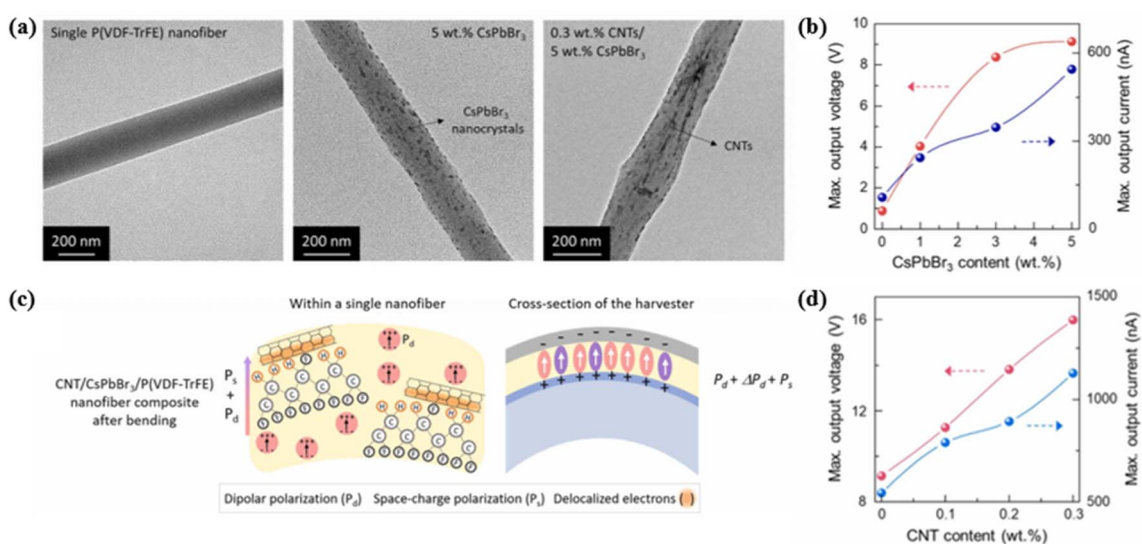 (a)
Single P(VDF-TrFE) nanofiber
200 nm
5 wt.% CsPbBr₃
CsPbBr₃
nanocrystals
200 nm
0.3 wt.% CNTs/
5 wt.% CsPbBr₃
CNTs
200 nm
(b)
Max. output voltage (V)
10
8
6
4
2
0
Max. output current (nA)
600
300
0
0 1 2 3 4 5
CsPbBr₃ content (wt.%)
(c)
Within a single nanofiber
Cross-section of the harvester
CNT/CsPbBr₃/P(VDF-TrFE)
nanofiber composite
after bending
Pₛ
+
P_d
P_d
P_d + ΔP_d + Pₛ
Dipolar polarization (P_d) Space-charge polarization (Pₛ) Delocalized electrons ( )
(d)
Max. output voltage (V)
16
12
8
Max. output current (nA)
1500
1000
500
0 0.1 0.2 0.3
CNT content (wt.%)